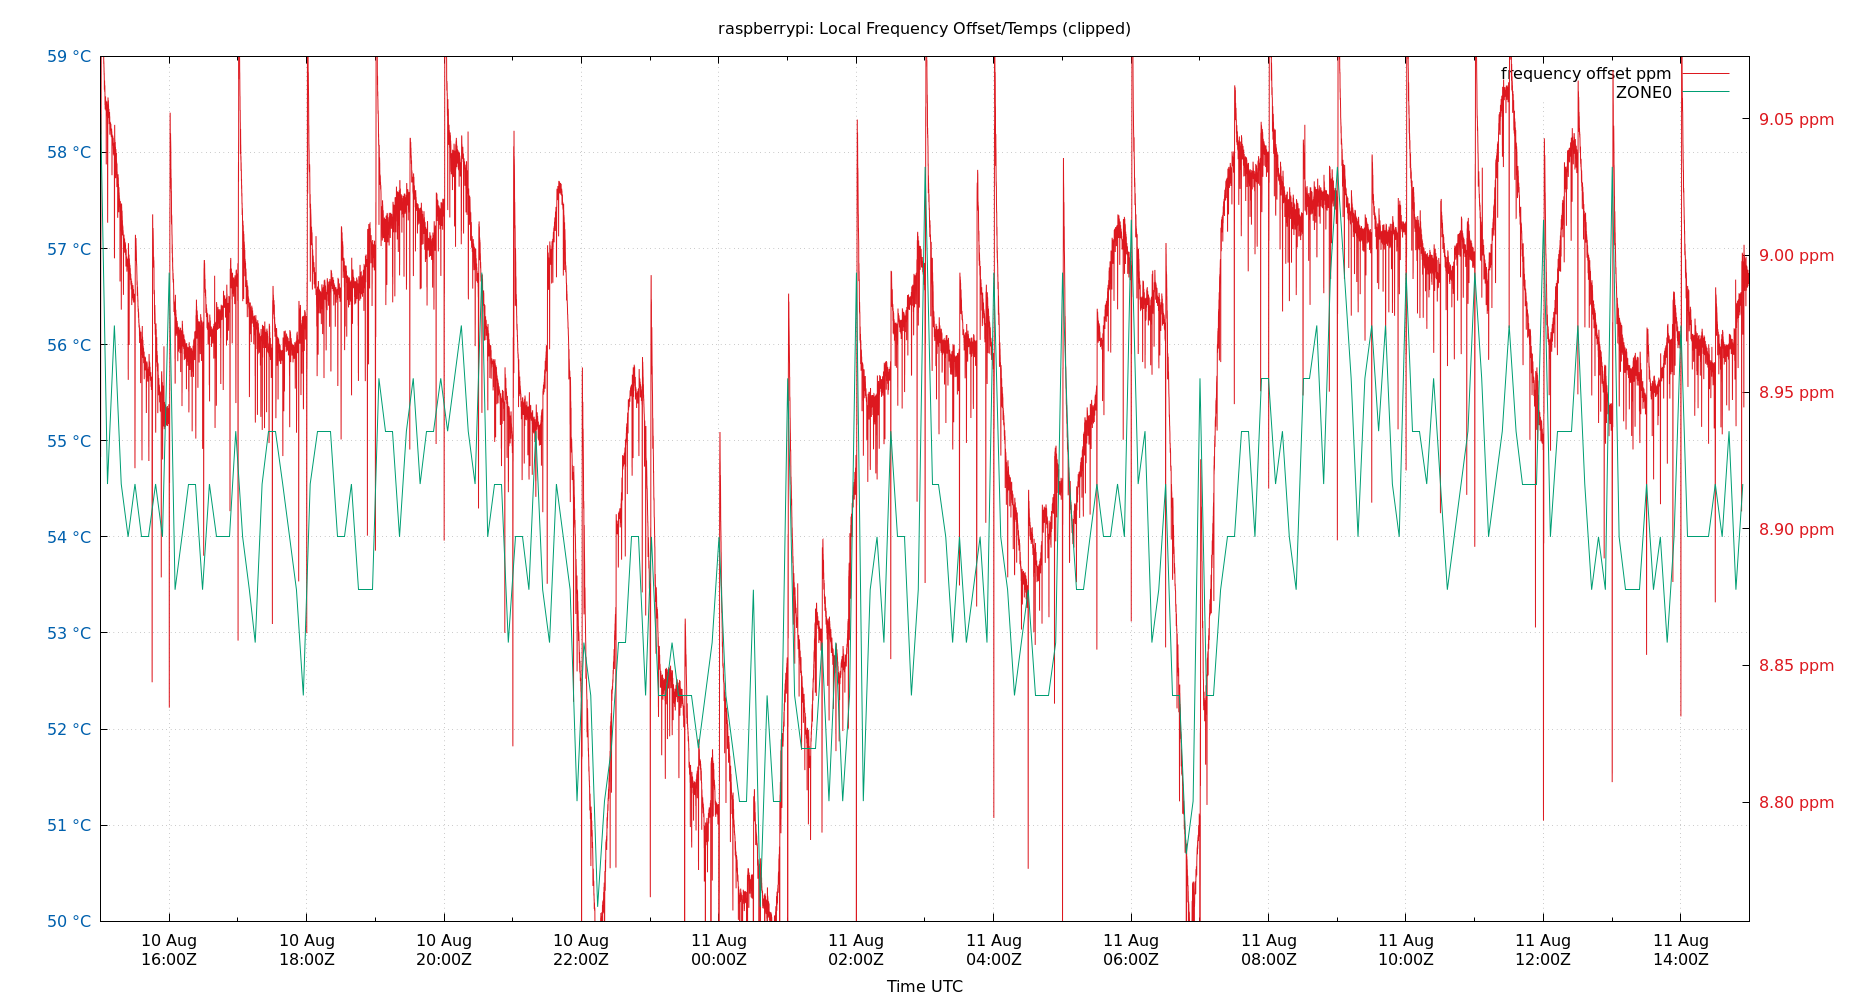 raspberrypi: Local Frequency Offset/Temps (clipped)
59 °C
58 °C
57 °C
56 °C
55 °C
54 °C
53 °C
52 °C
51 °C
50 °C
frequency offset ppm
ZONE0
9.05 ppm
9.00 ppm
8.95 ppm
8.90 ppm
8.85 ppm
8.80 ppm
10 Aug
16:00Z
10 Aug
18:00Z
10 Aug
20:00Z
10 Aug
22:00Z
11 Aug
00:00Z
11 Aug
02:00Z
11 Aug
04:00Z
11 Aug
06:00Z
11 Aug
08:00Z
11 Aug
10:00Z
11 Aug
12:00Z
11 Aug
14:00Z
Time UTC